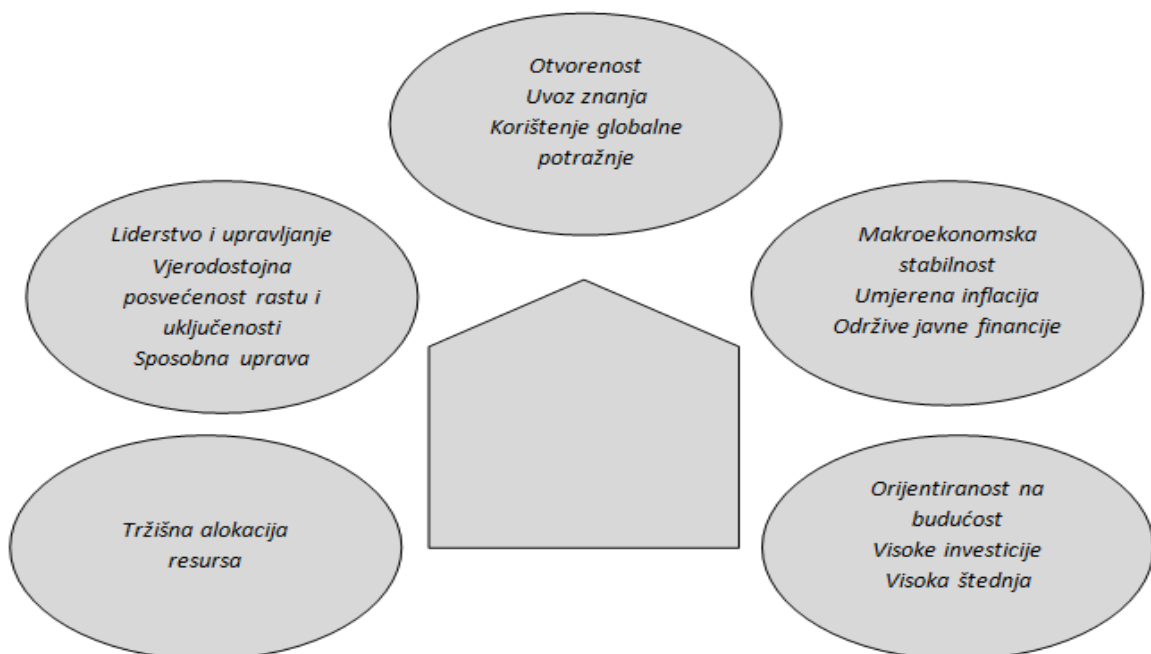 Otvorenost
Uvoz znanja
Korištenje globalne
potražnje
Liderstvo i upravljanje
Vjerodostojna
posvećenost rastu i
uključenosti
Sposobna uprava
Makroekonomska
stabilnost
Umjerena inflacija
Održive javne financije
Tržišna alokacija
resursa
Orijentiranost na
budućost
Visoke investicije
Visoka štednja